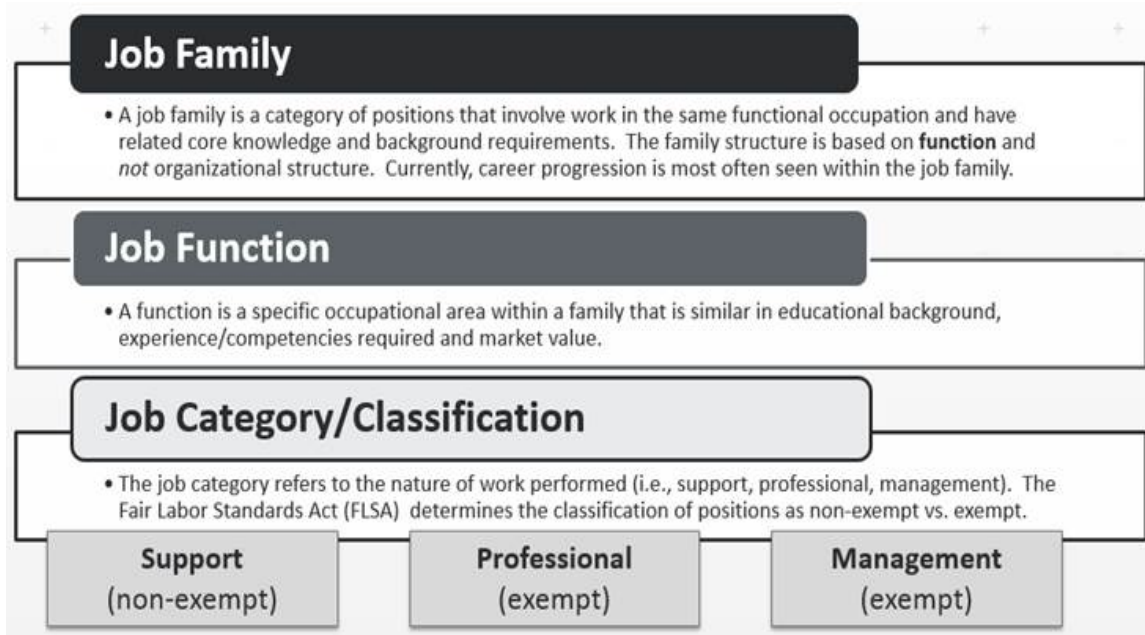 Job Family
• A job family is a category of positions that involve work in the same functional occupation and have
related core knowledge and background requirements.  The family structure is based on function and
not organizational structure.  Currently, career progression is most often seen within the job family.
Job Function
• A function is a specific occupational area within a family that is similar in educational background,
experience/competencies required and market value.
Job Category/Classification
• The job category refers to the nature of work performed (i.e., support, professional, management).  The
Fair Labor Standards Act (FLSA)  determines the classification of positions as non-exempt vs. exempt.
Support
(non-exempt)
Professional
(exempt)
Management
(exempt)